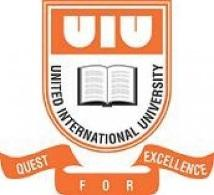 UIU
UNITED INTERNATIONAL UNIVERSITY
QUEST
FOR
EXCELLENCE